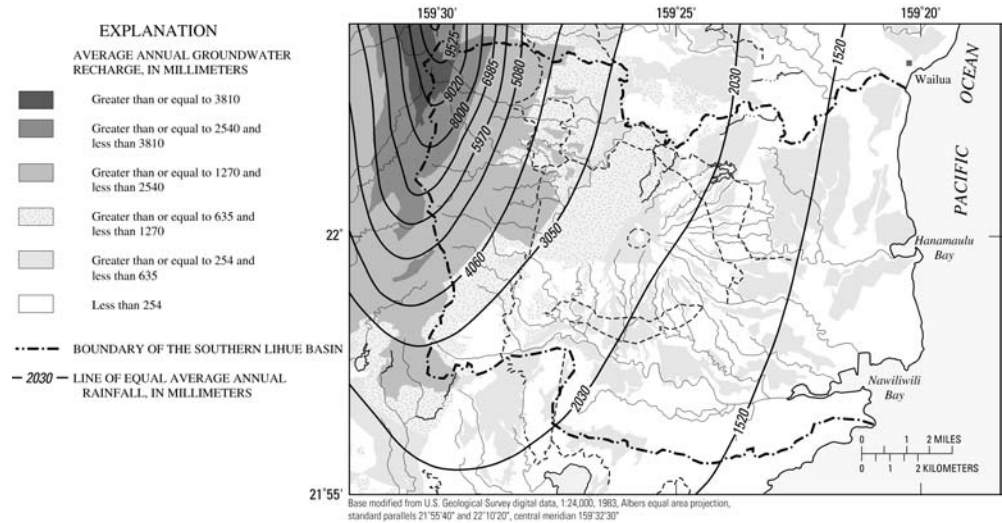 EXPLANATION
AVERAGE ANNUAL GROUNDWATER
RECHARGE, IN MILLIMETERS
Greater than or equal to 3810
Greater than or equal to 2540 and
less than 3810
Greater than or equal to 1270 and
less than 2540
Greater than or equal to 635 and
less than 1270
Greater than or equal to 254 and
less than 635
Less than 254
BOUNDARY OF THE SOUTHERN LIHUE BASIN
2030
LINE OF EQUAL AVERAGE ANNUAL
RAINFALL, IN MILLIMETERS
159°30'
159°25'
159°20'
22°
21°55'
9525
9020
8000
6985
5970
5080
4060
3050
2030
2030
1520
1520
Wailua
PACIFIC
OCEAN
Hanamaulu
Bay
Nawiliwili
Bay
0 1 2 MILES
0 1 2 KILOMETERS
Base modified from U.S. Geological Survey digital data, 1:24,000, 1983, Albers equal area projection,
standard parallels 21°55'40" and 22°10'20", central meridian 159°32'30"